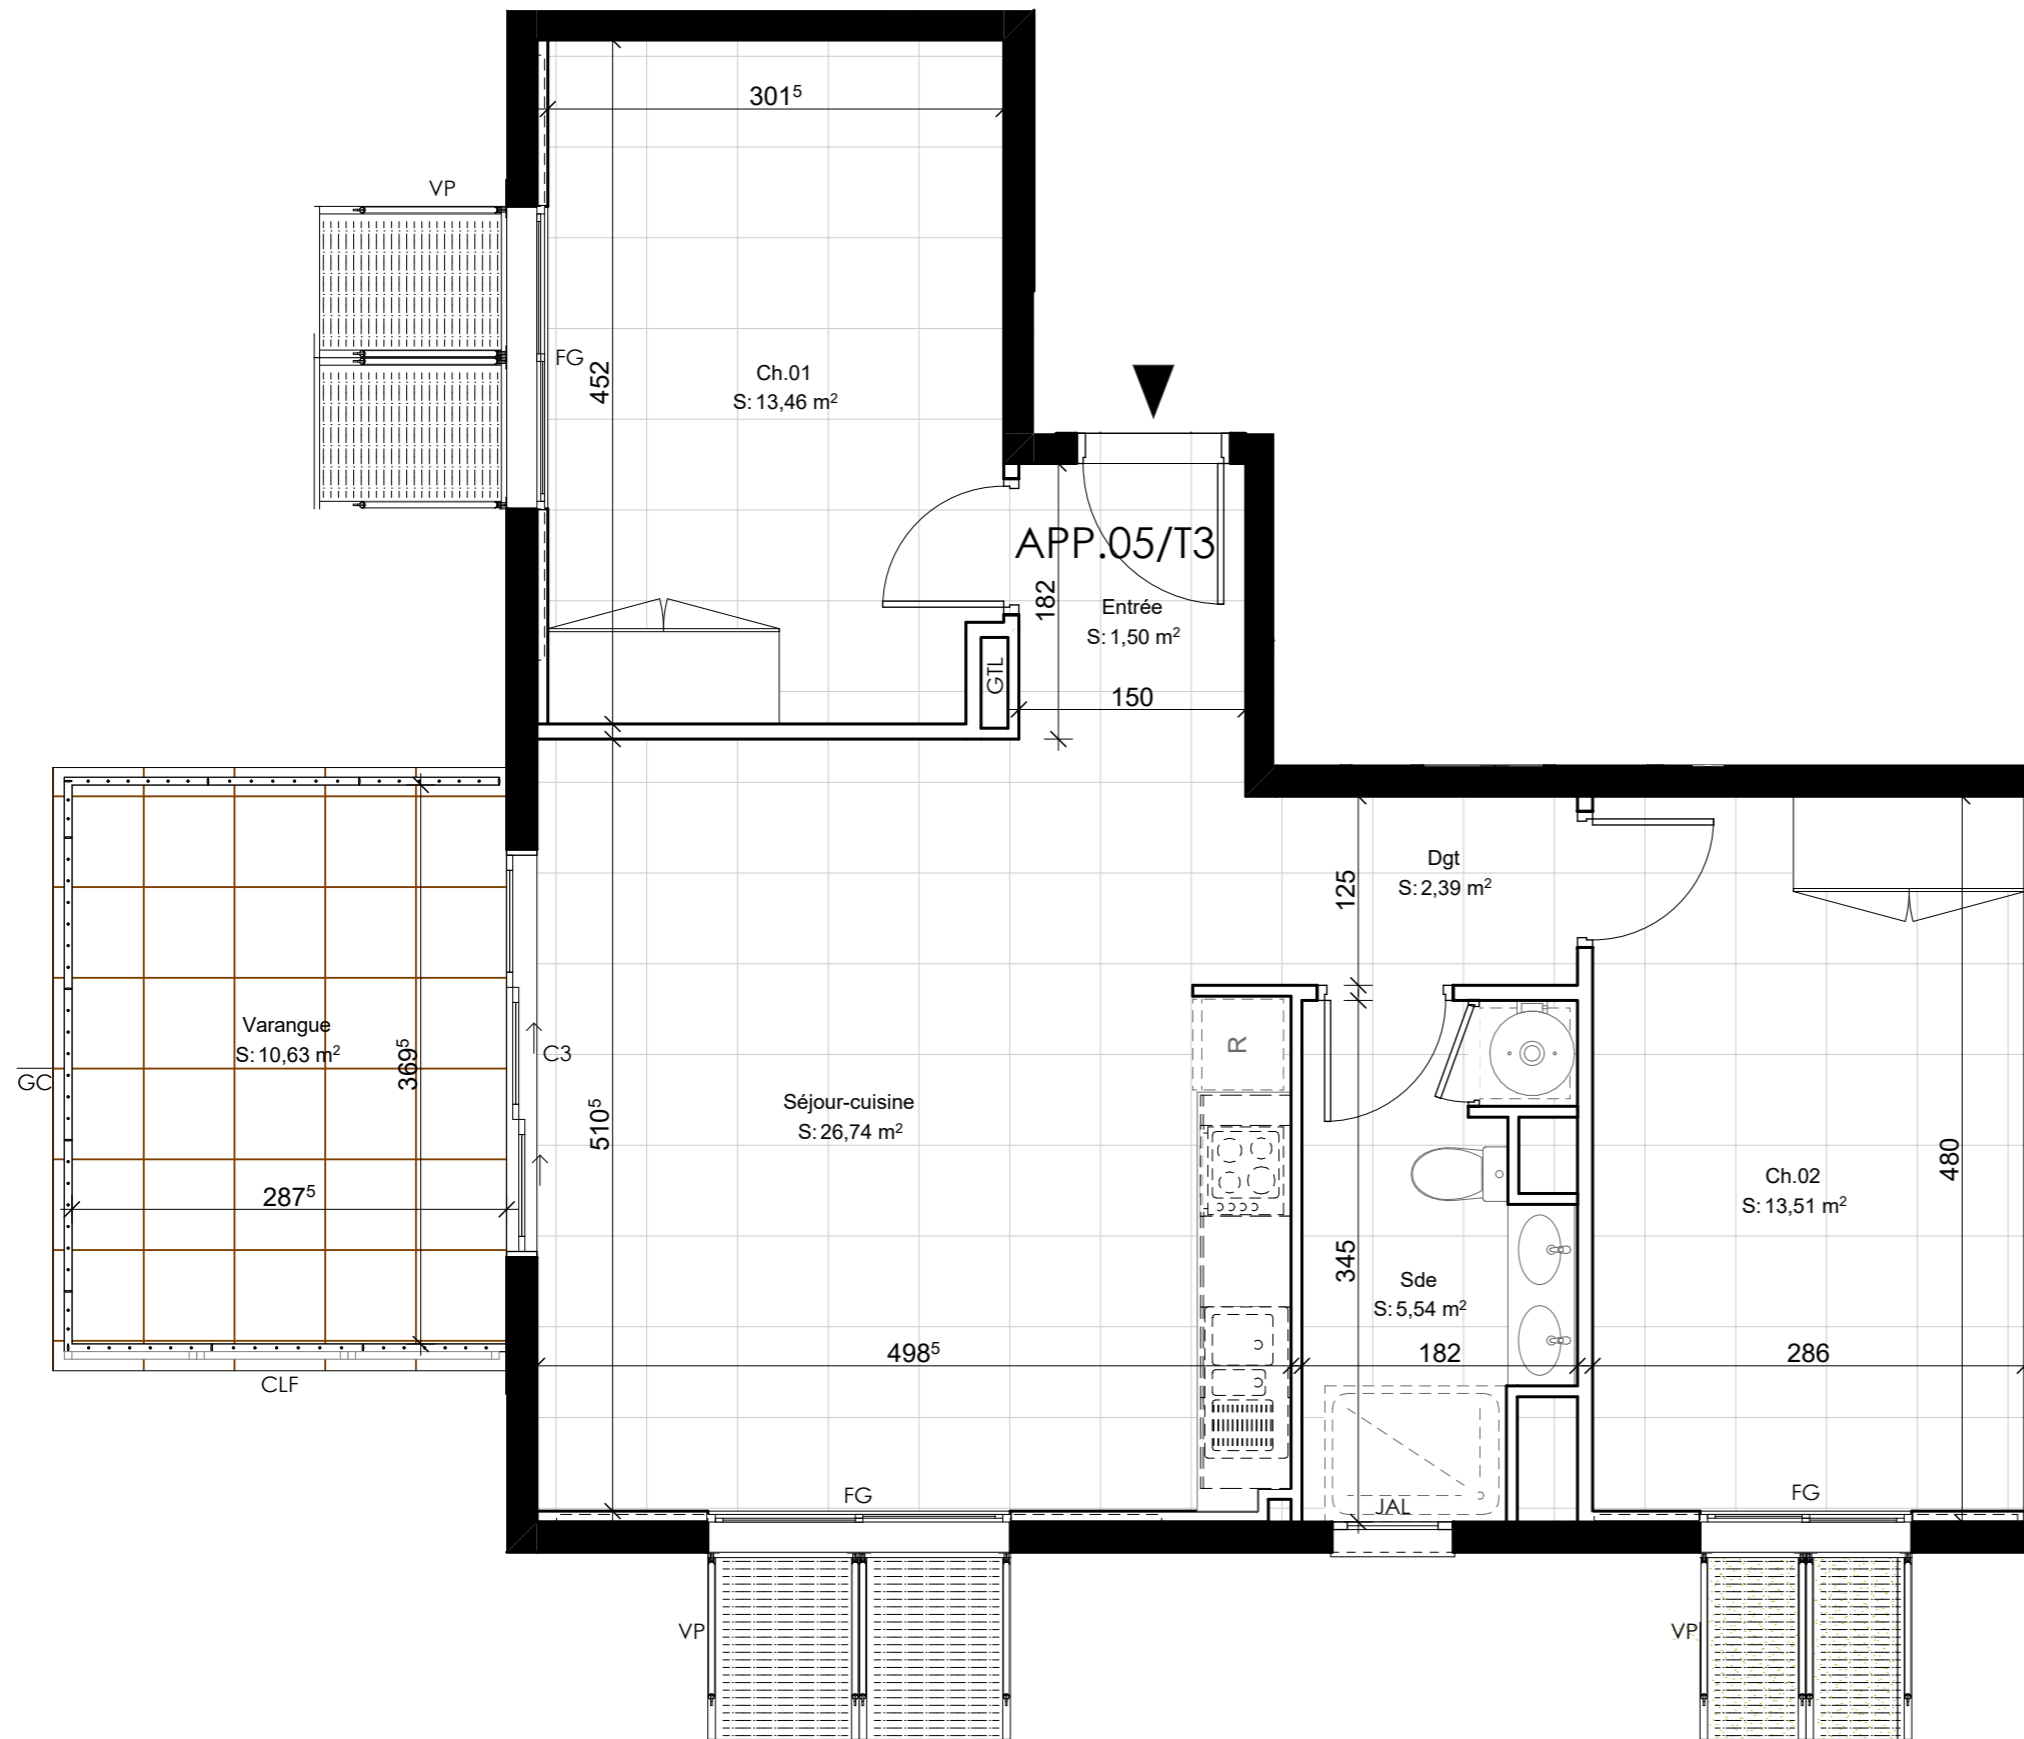 301⁵
VP
FG
452
Ch.01
S: 13,46 m²
APP.05/T3
182
Entrée
S: 1,50 m²
GTL
150
Dgt
S: 2,39 m²
125
Varangue
S: 10,63 m²
369⁵
GC
C3
R
Séjour-cuisine
S: 26,74 m²
510⁵
480
Ch.02
S: 13,51 m²
287⁵
345
Sde
S: 5,54 m²
498⁵
182
286
CLF
FG
JAL
FG
VP
VP